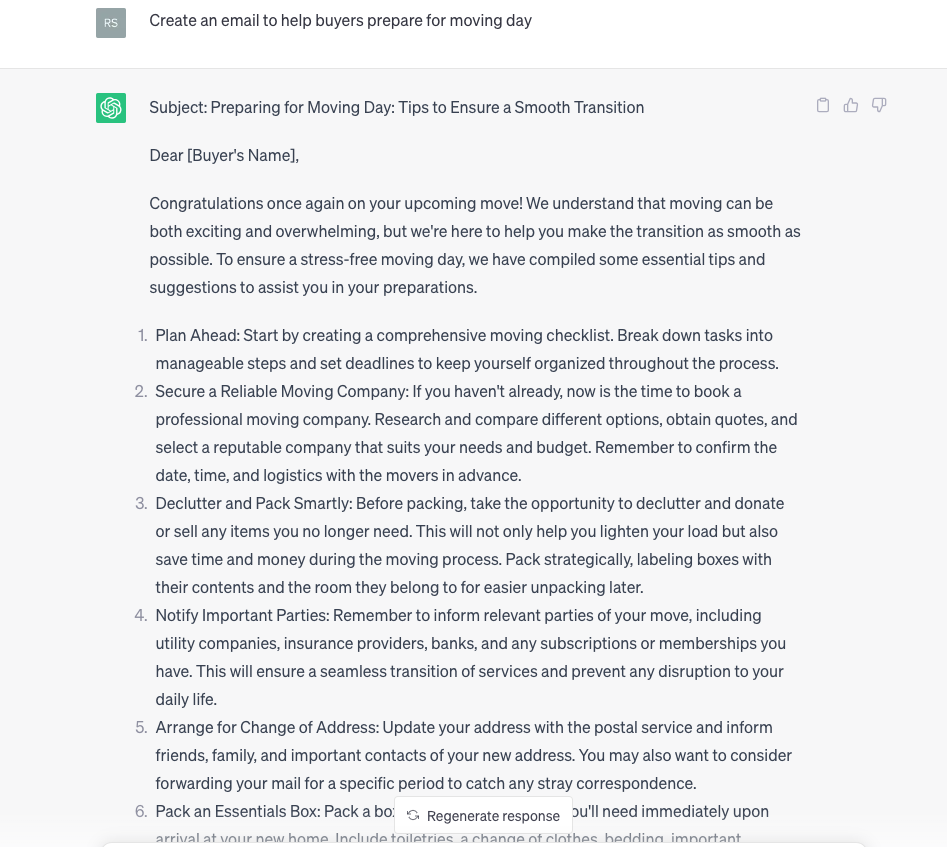 RS
Create an email to help buyers prepare for moving day
Subject: Preparing for Moving Day: Tips to Ensure a Smooth Transition
Dear [Buyer's Name],
Congratulations once again on your upcoming move! We understand that moving can be
both exciting and overwhelming, but we're here to help you make the transition as smooth as
possible. To ensure a stress-free moving day, we have compiled some essential tips and
suggestions to assist you in your preparations.
1. Plan Ahead: Start by creating a comprehensive moving checklist. Break down tasks into
manageable steps and set deadlines to keep yourself organized throughout the process.
2. Secure a Reliable Moving Company: If you haven't already, now is the time to book a
professional moving company. Research and compare different options, obtain quotes, and
select a reputable company that suits your needs and budget. Remember to confirm the
date, time, and logistics with the movers in advance.
3. Declutter and Pack Smartly: Before packing, take the opportunity to declutter and donate
or sell any items you no longer need. This will not only help you lighten your load but also
save time and money during the moving process. Pack strategically, labeling boxes with
their contents and the room they belong to for easier unpacking later.
4. Notify Important Parties: Remember to inform relevant parties of your move, including
utility companies, insurance providers, banks, and any subscriptions or memberships you
have. This will ensure a seamless transition of services and prevent any disruption to your
daily life.
5. Arrange for Change of Address: Update your address with the postal service and inform
friends, family, and important contacts of your new address. You may also want to consider
forwarding your mail for a specific period to catch any stray correspondence.
6. Pack an Essentials Box: Pack a box you'll need immediately upon
Regenerate response
arrival at your new home. Include toiletries, a change of clothes, bedding, important